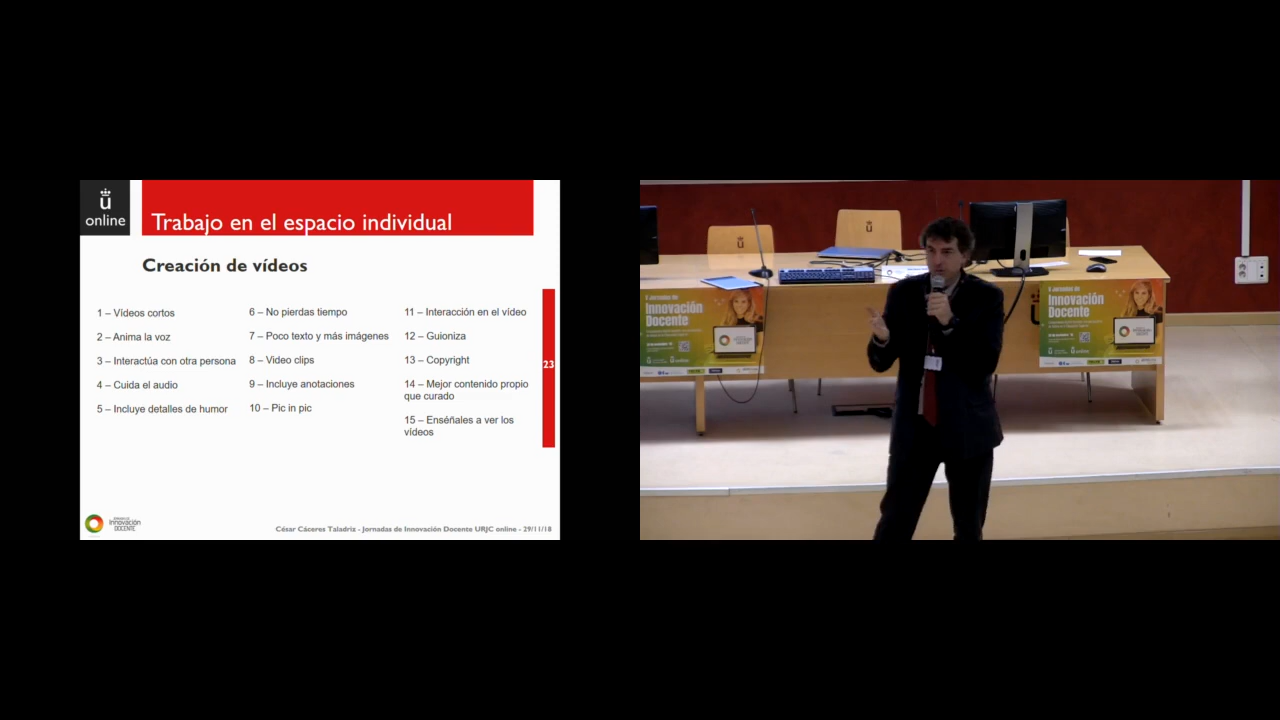 ü
online
Trabajo en el espacio individual
Creación de vídeos
1 – Vídeos cortos
2 – Anima la voz
3 – Interactúa con otra persona
4 – Cuida el audio
5 – Incluye detalles de humor
6 – No pierdas tiempo
7 – Poco texto y más imágenes
8 – Video clips
9 – Incluye anotaciones
10 – Pic in pic
11 – Interacción en el vídeo
12 – Guioniza
13 – Copyright
14 – Mejor contenido propio
que curado
15 – Enséñales a ver los
vídeos
23
Innovación
DOCENTE
César Cáceres Taladriz - Jornadas de Innovación Docente URJC online - 29/11/18
V Jornadas de
Innovación
Docente
V Jornadas de
Innovación
Docente